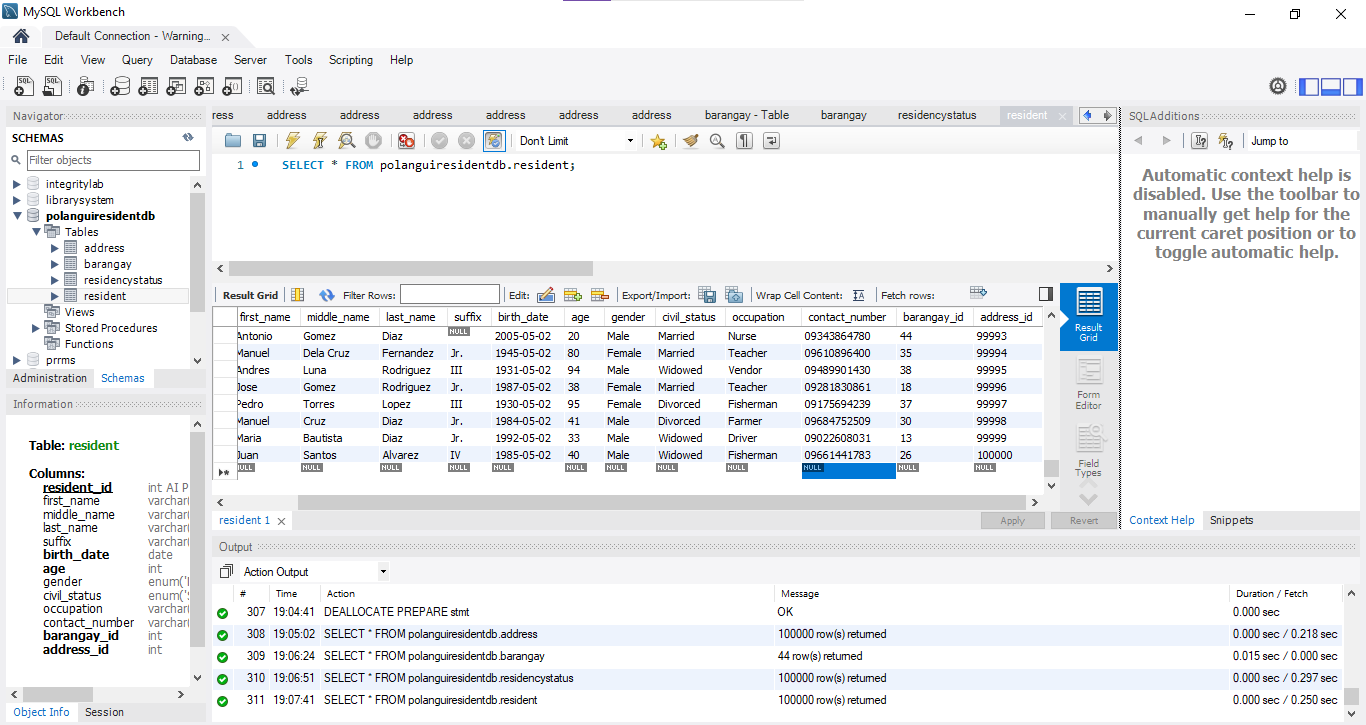 MySQL Workbench
Default Connection - Warning...
File Edit View Query Database Server Tools Scripting Help
Navigator
SCHEMAS
Filter objects
integritylab
librarysystem
polanguiresidentdb
Tables
address
barangay
residencystatus
resident
Views
Stored Procedures
Functions
prrms
Administration Schemas
Information
Table: resident
Columns:
resident_id int AI P
first_name varchar
middle_name varchar
last_name varchar
suffix varchar
birth_date date
age int
gender enum('
civil_status enum('
occupation varchar
contact_number varchar
barangay_id int
address_id int
Object Info Session
ress address address address address address address barangay - Table barangay residencystatus resident
Don't Limit
1 SELECT * FROM polanguiresidentdb.resident;
Result Grid Filter Rows: Edit: Export/Import: Wrap Cell Content: Fetch rows:
first_name middle_name last_name suffix birth_date age gender civil_status occupation contact_number barangay_id address_id
Antonio Gomez Diaz NULL 2005-05-02 20 Male Married Nurse 09343864780 44 99993
Manuel Dela Cruz Fernandez Jr. 1945-05-02 80 Female Married Teacher 09610896400 35 99994
Andres Luna Rodriguez III 1931-05-02 94 Male Widowed Vendor 09489901430 38 99995
Jose Gomez Rodriguez Jr. 1987-05-02 38 Female Married Teacher 09281830861 18 99996
Pedro Torres Lopez III 1930-05-02 95 Female Divorced Fisherman 09175694239 37 99997
Manuel Cruz Diaz Jr. 1984-05-02 41 Male Divorced Farmer 09684752509 30 99998
Maria Bautista Diaz Jr. 1992-05-02 33 Male Widowed Driver 09022608031 13 99999
Juan Santos Alvarez IV 1985-05-02 40 Male Widowed Fisherman 09661441783 26 100000
NULL NULL NULL NULL NULL NULL NULL NULL NULL NULL NULL NULL
Result Grid
Form Editor
Field Types
resident 1 Apply Revert
SQLAdditions
Jump to
Automatic context help is
disabled. Use the toolbar to
manually get help for the
current caret position or to
toggle automatic help.
Context Help Snippets
Output
Action Output
# Time Action Message Duration / Fetch
307 19:04:41 DEALLOCATE PREPARE stmt OK 0.000 sec
308 19:05:02 SELECT * FROM polanguiresidentdb.address 100000 row(s) returned 0.000 sec / 0.218 sec
309 19:06:24 SELECT * FROM polanguiresidentdb.barangay 44 row(s) returned 0.015 sec / 0.000 sec
310 19:06:51 SELECT * FROM polanguiresidentdb.residencystatus 100000 row(s) returned 0.000 sec / 0.297 sec
311 19:07:41 SELECT * FROM polanguiresidentdb.resident 100000 row(s) returned 0.000 sec / 0.250 sec